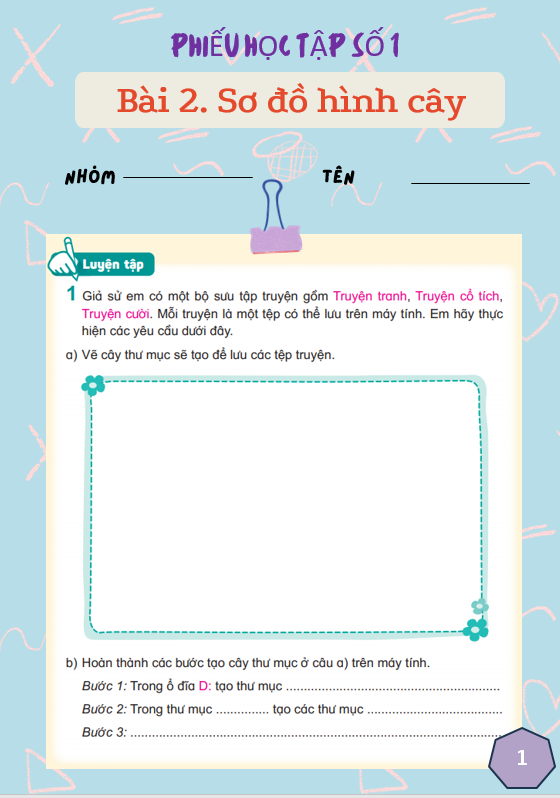 PHIẾU HỌC TẬP SỐ 1
Bài 2. Sơ đồ hình cây
NHÓM
TÊN
Luyện tập
1 Giả sử em có một bộ sưu tập truyện gồm Truyện tranh, Truyện cổ tích,
Truyện cười. Mỗi truyện là một tệp có thể lưu trên máy tính. Em hãy thực
hiện các yêu cầu dưới đây.
a) Vẽ cây thư mục sẽ tạo để lưu các tệp truyện.
b) Hoàn thành các bước tạo cây thư mục ở câu a) trên máy tính.
Bước 1: Trong ổ đĩa D: tạo thư mục ............................................................
Bước 2: Trong thư mục ............... tạo các thư mục ......................................
Bước 3: ........................................................................................................
1